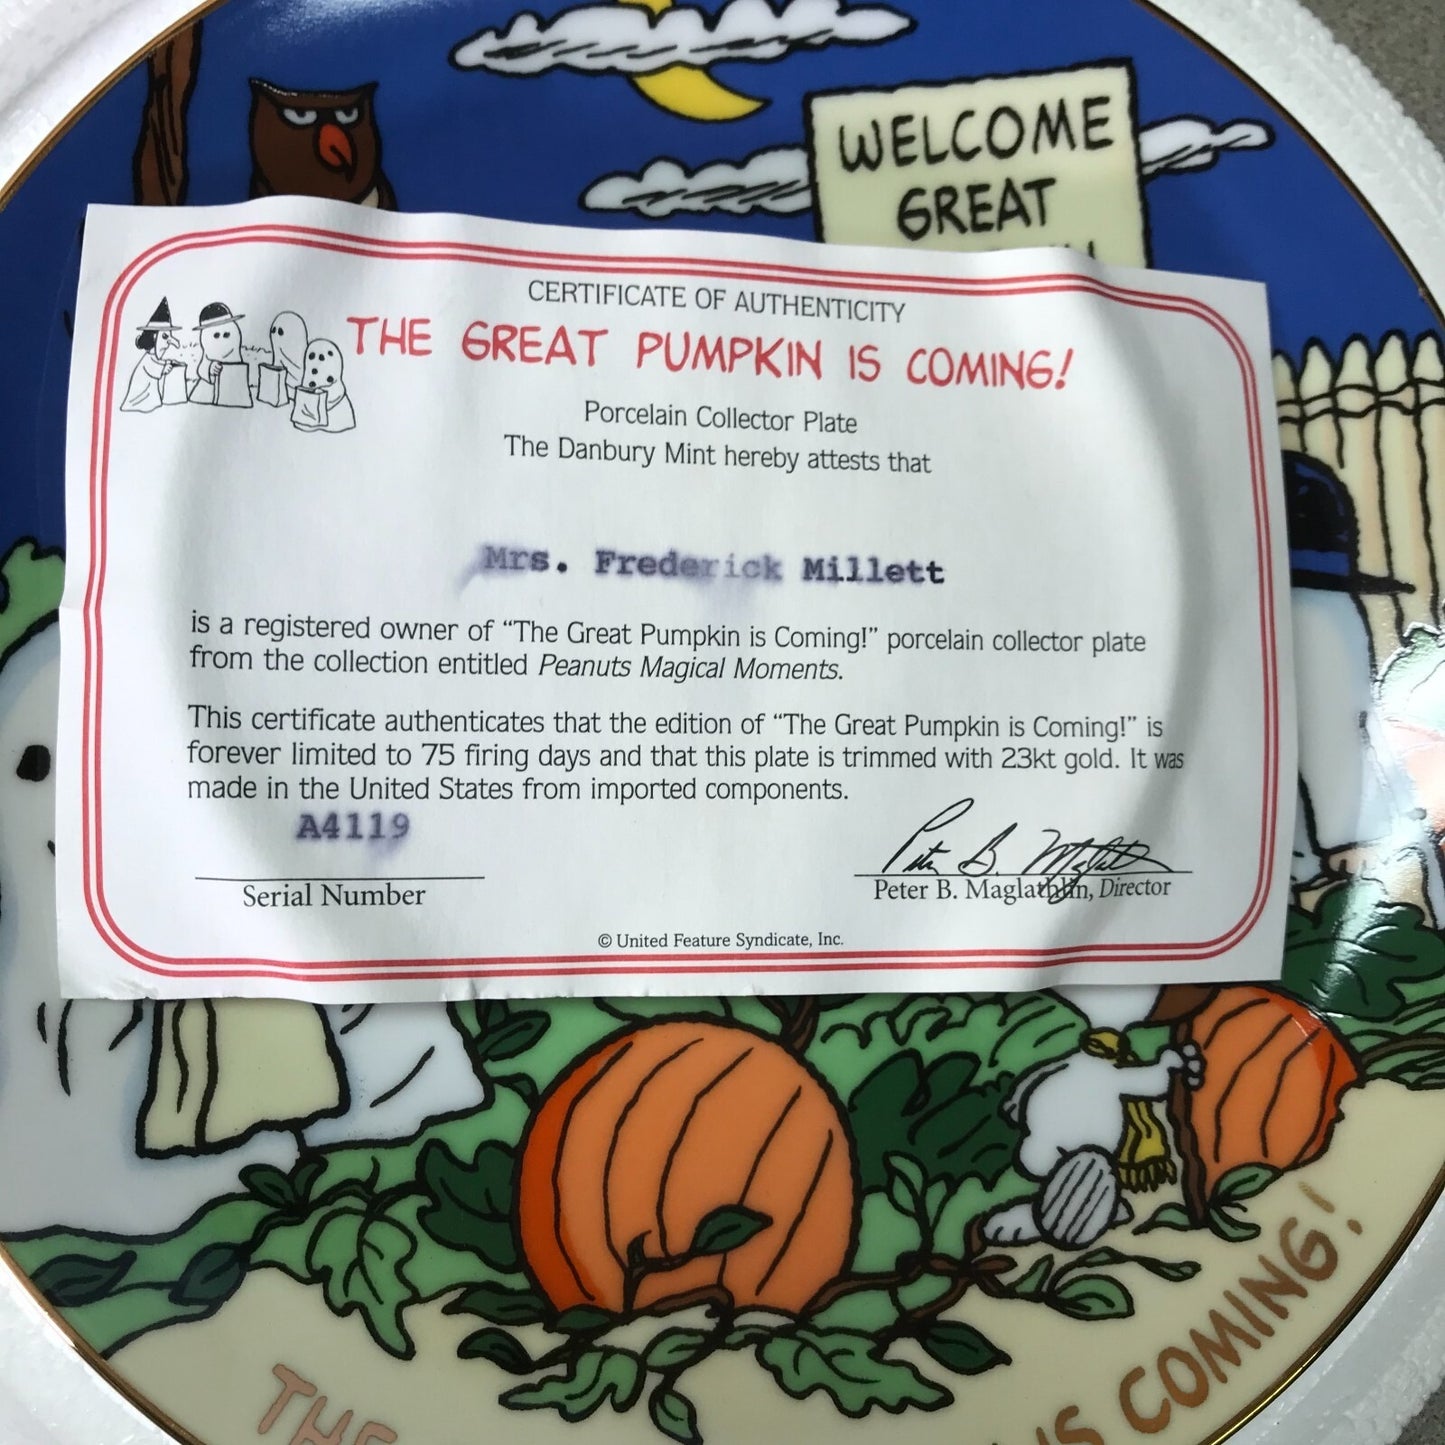 WELCOME
GREAT
CERTIFICATE OF AUTHENTICITY
THE GREAT PUMPKIN IS COMING!
Porcelain Collector Plate
The Danbury Mint hereby attests that
Mrs. Frederick Millett
is a registered owner of “The Great Pumpkin is Coming!” porcelain collector plate
from the collection entitled Peanuts Magical Moments.
This certificate authenticates that the edition of “The Great Pumpkin is Coming!” is
forever limited to 75 firing days and that this plate is trimmed with 23kt gold. It was
made in the United States from imported components.
A4119
Serial Number
Peter B. Maglathlin, Director
© United Feature Syndicate, Inc.
THE IS COMING!